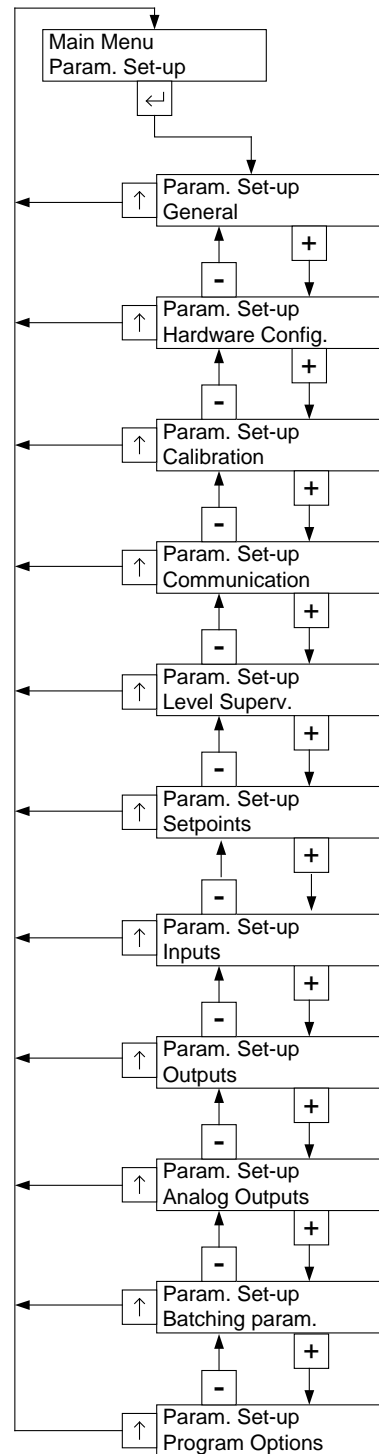 Main Menu
Param. Set-up
↵
↑
Param. Set-up
General
-
+
↑
Param. Set-up
Hardware Config.
-
+
↑
Param. Set-up
Calibration
-
+
↑
Param. Set-up
Communication
-
+
↑
Param. Set-up
Level Superv.
-
+
↑
Param. Set-up
Setpoints
-
+
↑
Param. Set-up
Inputs
-
+
↑
Param. Set-up
Outputs
-
+
↑
Param. Set-up
Analog Outputs
-
+
↑
Param. Set-up
Batching param.
-
+
↑
Param. Set-up
Program Options